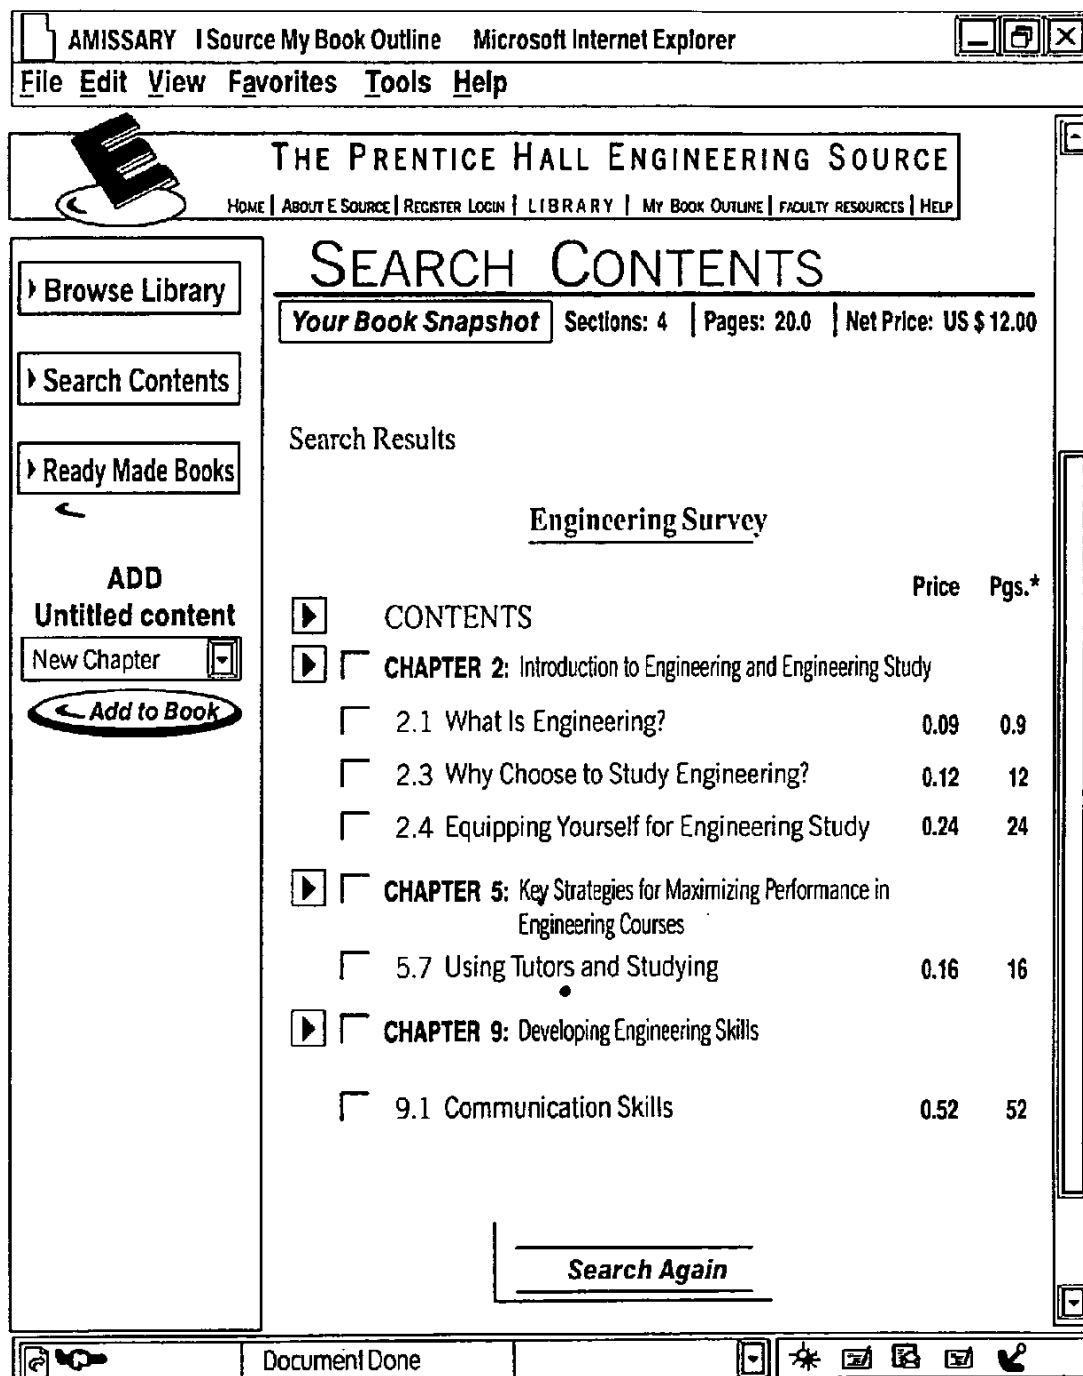 AMISSARY I Source My Book Outline Microsoft Internet Explorer
File Edit View Favorites Tools Help
THE PRENTICE HALL ENGINEERING SOURCE
HOME | ABOUT E SOURCE | REGISTER LOGIN | LIBRARY | MY BOOK OUTLINE | FACULTY RESOURCES | HELP
Browse Library
Search Contents
Ready Made Books
ADD
Untitled content
New Chapter
Add to Book
SEARCH CONTENTS
Your Book Snapshot Sections: 4 | Pages: 20.0 | Net Price: US $ 12.00
Search Results
Engineering Survey
Price Pgs.*
CONTENTS
CHAPTER 2: Introduction to Engineering and Engineering Study
2.1 What Is Engineering? 0.09 0.9
2.3 Why Choose to Study Engineering? 0.12 12
2.4 Equipping Yourself for Engineering Study 0.24 24
CHAPTER 5: Key Strategies for Maximizing Performance in
Engineering Courses
5.7 Using Tutors and Studying 0.16 16
CHAPTER 9: Developing Engineering Skills
9.1 Communication Skills 0.52 52
Search Again
Document Done